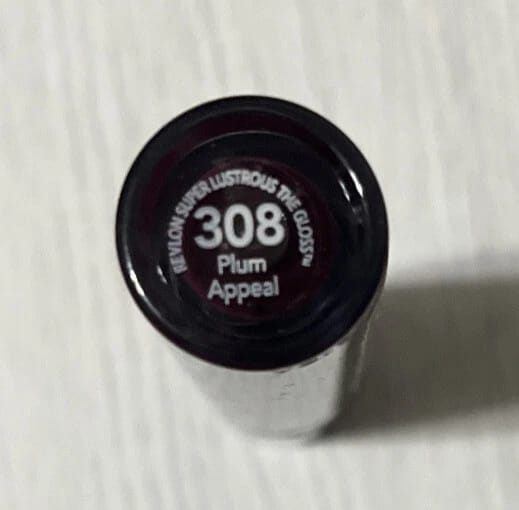 REVLON SUPER LUSTROUS THE GLOSS™
308
Plum
Appeal